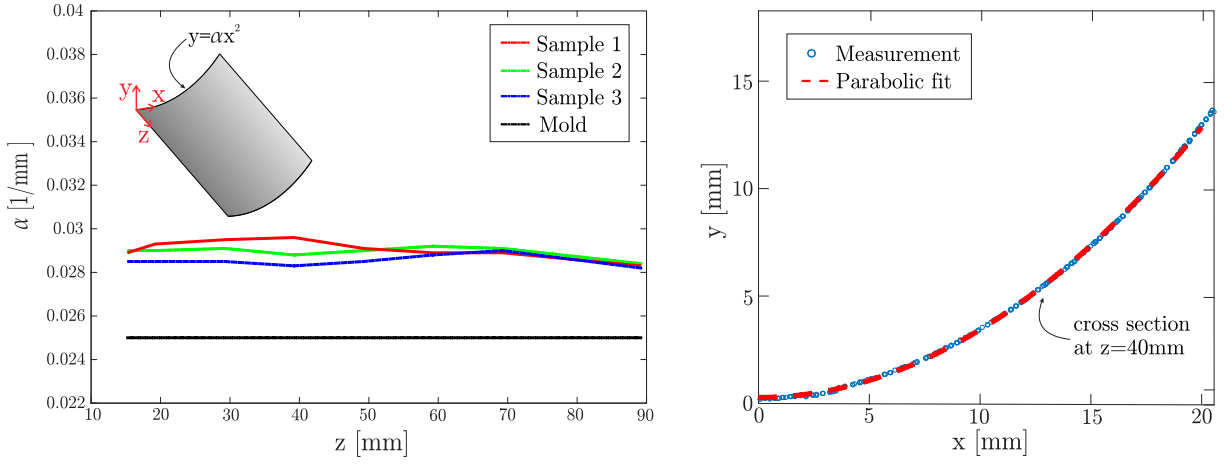 0.04
0.038
0.036
0.034
0.032
0.03
0.028
0.026
0.024
0.022
α [1/mm ]
10
20
30
40
50
60
70
80
90
z [mm]
y=αx²
y
x
z
Sample 1
Sample 2
Sample 3
Mold
15
10
5
0
y [mm]
0
5
10
15
20
x [mm]
Measurement
Parabolic fit
cross section
at z=40mm